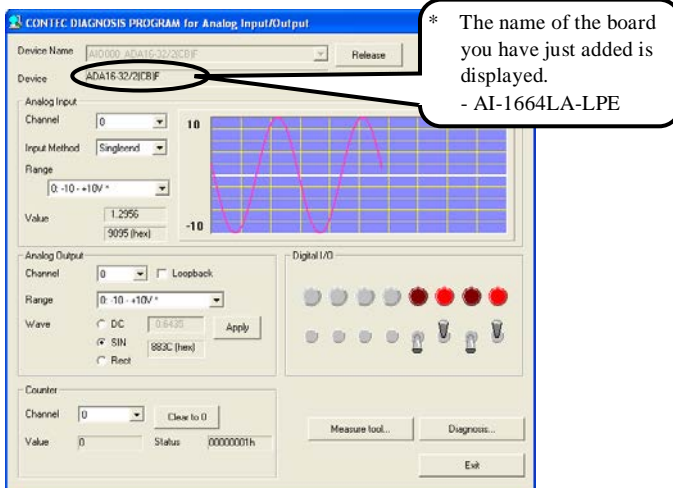 CONTEC DIAGNOSIS PROGRAM for Analog Input/Output
* The name of the board
you have just added is
displayed.
- AI-1664LA-LPE
Device Name AIO000 ADA16-32/2(CB)F Release
Device ADA16-32/2(CB)F
Analog Input
Channel 0
Input Method Singleend
Range
0: -10 - +10V *
Value 1.2956
9095 (hex)
10
-10
Analog Output
Channel 0 Loopback
Range 0: -10 - +10V *
Wave DC 0.6435 Apply
SIN 883C (hex)
Rect
Digital I/O
Counter
Channel 0 Clear to 0
Value 0 Status 00000001h
Measure tool... Diagnosis...
Exit